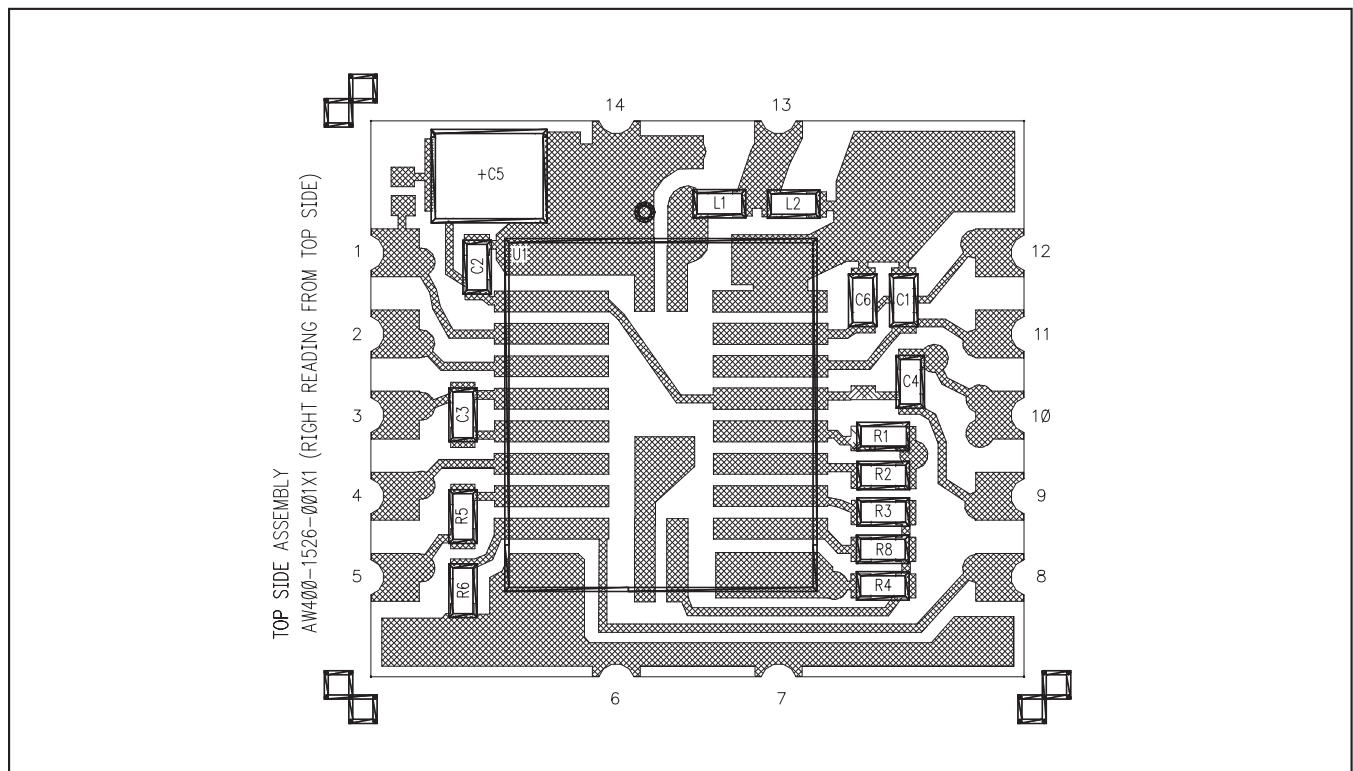 14 13
+C5
L1 L2
1
U1
C2
12
C6 C1
2
11
C4
3
C3
10
R1
R2
4
R5
9
R3
R8
5
R6
R4
8
6 7
TOP SIDE ASSEMBLY
AW4ØØ-1526-ØØ1X1 (RIGHT READING FROM TOP SIDE)